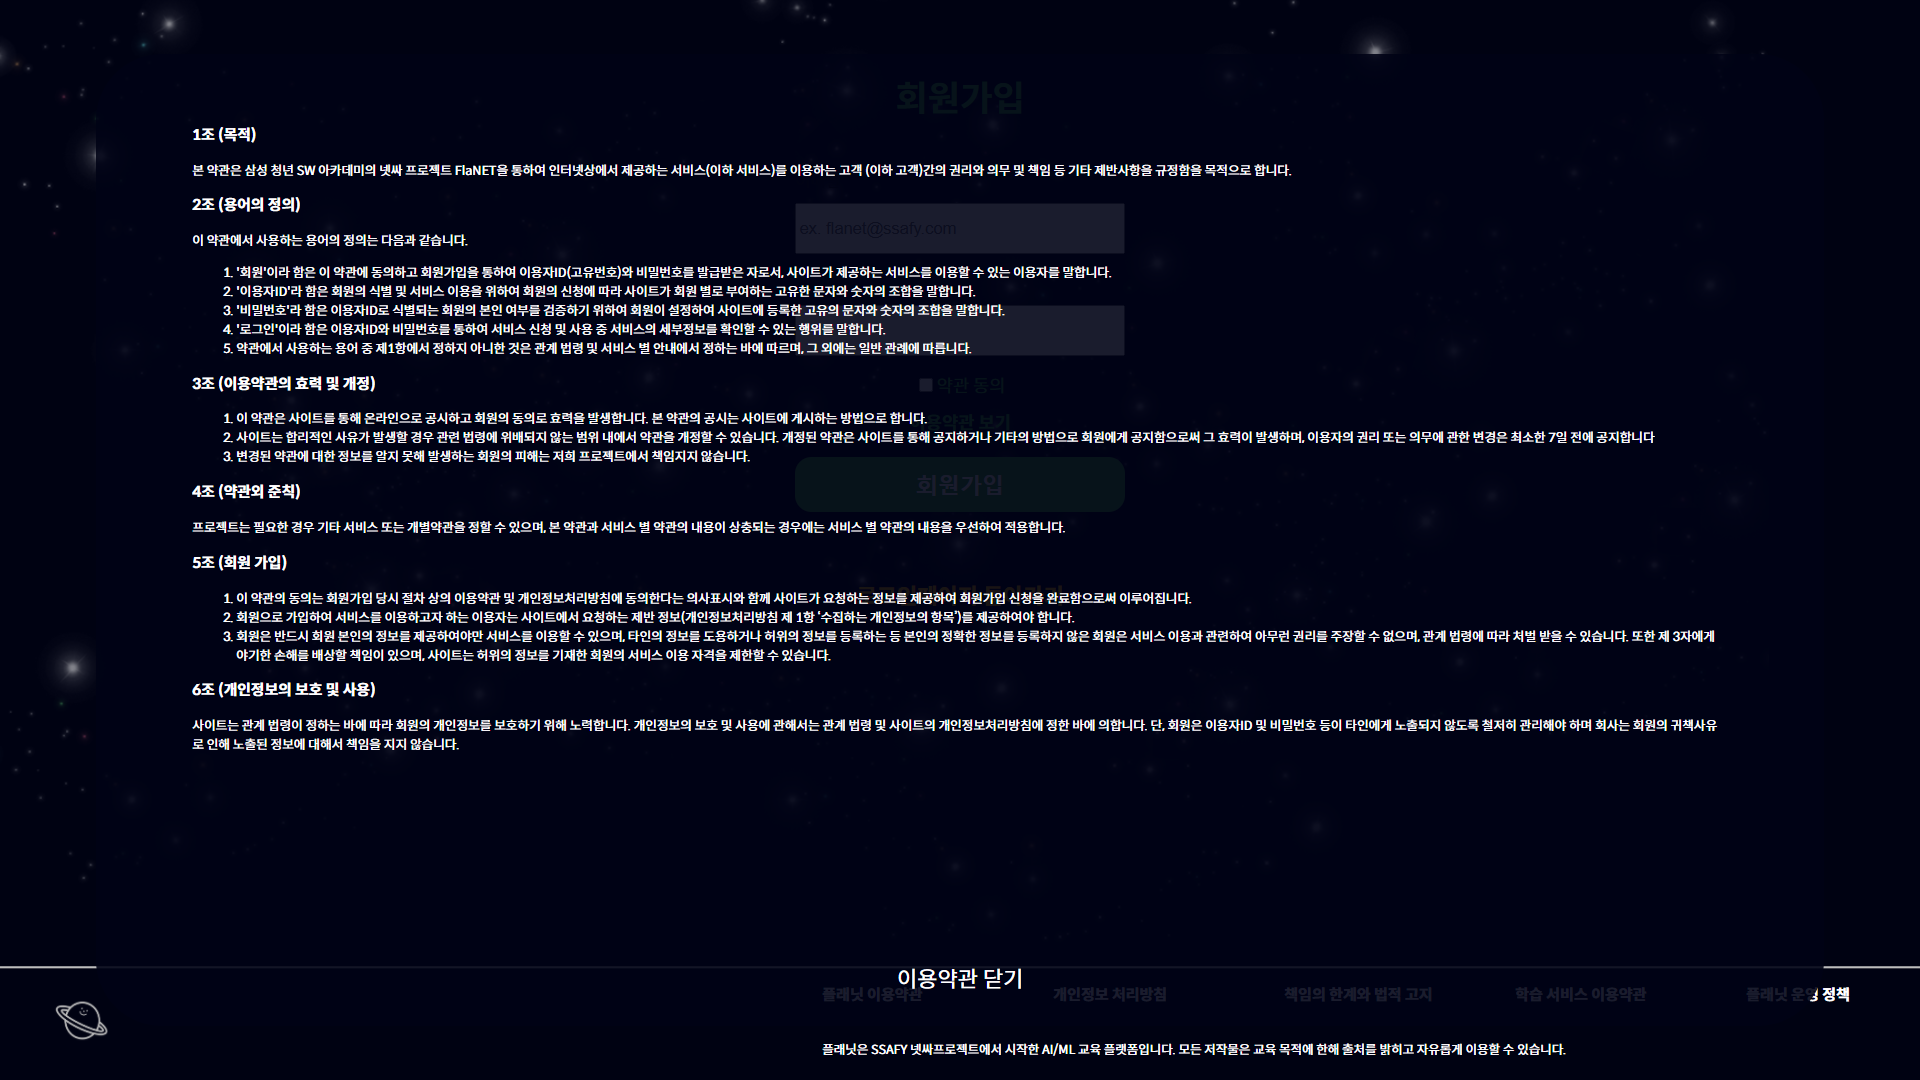 회원가입
1조 (목적)
본 약관은 삼성 청년 SW 아카데미의 넷싸 프로젝트 FlaNET을 통하여 인터넷상에서 제공하는 서비스(이하 서비스)를 이용하는 고객 (이하 고객)간의 권리와 의무 및 책임 등 기타 제반사항을 규정함을 목적으로 합니다.
2조 (용어의 정의)
ex. flanet@ssafy.com
이 약관에서 사용하는 용어의 정의는 다음과 같습니다.
1. '회원'이라 함은 이 약관에 동의하고 회원가입을 통하여 이용자ID(고유번호)와 비밀번호를 발급받은 자로서, 사이트가 제공하는 서비스를 이용할 수 있는 이용자를 말합니다.
2. '이용자ID'라 함은 회원의 식별 및 서비스 이용을 위하여 회원의 신청에 따라 사이트가 회원 별로 부여하는 고유한 문자와 숫자의 조합을 말합니다.
3. '비밀번호'라 함은 이용자ID로 식별되는 회원의 본인 여부를 검증하기 위하여 회원이 설정하여 사이트에 등록한 고유의 문자와 숫자의 조합을 말합니다.
4. '로그인'이라 함은 이용자ID와 비밀번호를 통하여 서비스 신청 및 사용 중 서비스의 세부정보를 확인할 수 있는 행위를 말합니다.
5. 약관에서 사용하는 용어 중 제1항에서 정하지 아니한 것은 관계 법령 및 서비스 별 안내에서 정하는 바에 따르며, 그 외에는 일반 관례에 따릅니다.
3조 (이용약관의 효력 및 개정)
약관 동의
1. 이 약관은 사이트를 통해 온라인으로 공시하고 회원의 동의로 효력을 발생합니다. 본 약관의 공시는 사이트에 게시하는 방법으로 합니다.
보기
2. 사이트는 합리적인 사유가 발생할 경우 관련 법령에 위배되지 않는 범위 내에서 약관을 개정할 수 있습니다. 개정된 약관은 사이트를 통해 공지하거나 기타의 방법으로 회원에게 공지함으로써 그 효력이 발생하며, 이용자의 권리 또는 의무에 관한 변경은 최소한 7일 전에 공지합니다
3. 변경된 약관에 대한 정보를 알지 못해 발생하는 회원의 피해는 저희 프로젝트에서 책임지지 않습니다.
4조 (약관외 준칙)
회원가입
프로젝트는 필요한 경우 기타 서비스 또는 개별약관을 정할 수 있으며, 본 약관과 서비스 별 약관의 내용이 상충되는 경우에는 서비스 별 약관의 내용을 우선하여 적용합니다.
5조 (회원 가입)
1. 이 약관의 동의는 회원가입 당시 절차 상의 이용약관 및 개인정보처리방침에 동의한다는 의사표시와 함께 사이트가 요청하는 정보를 제공하여 회원가입 신청을 완료함으로써 이루어집니다.
2. 회원으로 가입하여 서비스를 이용하고자 하는 이용자는 사이트에서 요청하는 제반 정보(개인정보처리방침 제 1항 ‘수집하는 개인정보의 항목’)를 제공하여야 합니다.
3. 회원은 반드시 회원 본인의 정보를 제공하여야만 서비스를 이용할 수 있으며, 타인의 정보를 도용하거나 허위의 정보를 등록하는 등 본인의 정확한 정보를 등록하지 않은 회원은 서비스 이용과 관련하여 아무런 권리를 주장할 수 없으며, 관계 법령에 따라 처벌 받을 수 있습니다. 또한 제 3자에게
야기한 손해를 배상할 책임이 있으며, 사이트는 허위의 정보를 기재한 회원의 서비스 이용 자격을 제한할 수 있습니다.
6조 (개인정보의 보호 및 사용)
사이트는 관계 법령이 정하는 바에 따라 회원의 개인정보를 보호하기 위해 노력합니다. 개인정보의 보호 및 사용에 관해서는 관계 법령 및 사이트의 개인정보처리방침에 정한 바에 의합니다. 단, 회원은 이용자ID 및 비밀번호 등이 타인에게 노출되지 않도록 철저히 관리해야 하며 회사는 회원의 귀책사유
로 인해 노출된 정보에 대해서 책임을 지지 않습니다.
이용약관 닫기
플래닛 이용약관 개인정보 처리방침 책임의 한계와 법적 고지 학습 서비스 이용약관 플래닛 운영 정책
플래닛은 SSAFY 넷싸프로젝트에서 시작한 AI/ML 교육 플랫폼입니다. 모든 저작물은 교육 목적에 한해 출처를 밝히고 자유롭게 이용할 수 있습니다.